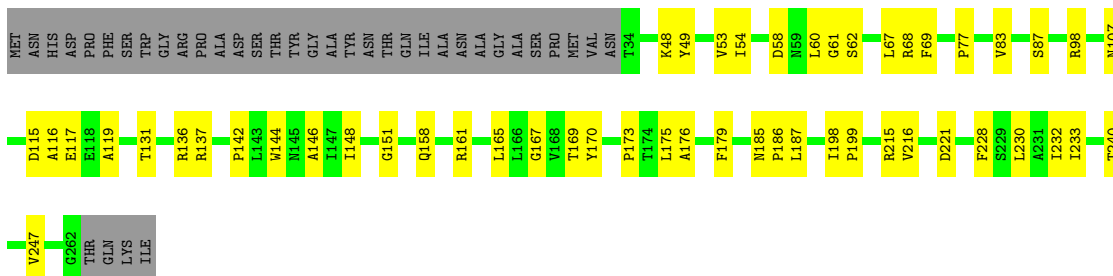 MET ASN HIS ASP PRO PHE SER TRP GLY ARG PRO ALA ASP SER THR TYR GLY ALA TYR ASN THR GLN ILE ALA ASN ALA GLY ALA SER PRO MET VAL ASN T34 K48 Y49 V53 I54 D58 N59 L60 G61 S62 L67 R68 F69 P77 V83 S87 R98 N107
D115 A116 E117 E118 A119 T131 R136 R137 P142 L143 W144 N145 A146 I147 I148 G151 Q158 R161 L165 L166 G167 V168 T169 Y170 P173 T174 L175 A176 F179 N185 P186 L187 I198 P199 R215 V216 D221 F228 S229 L230 A231 I232 I233 T240
V247 G262 THR GLN LYS ILE